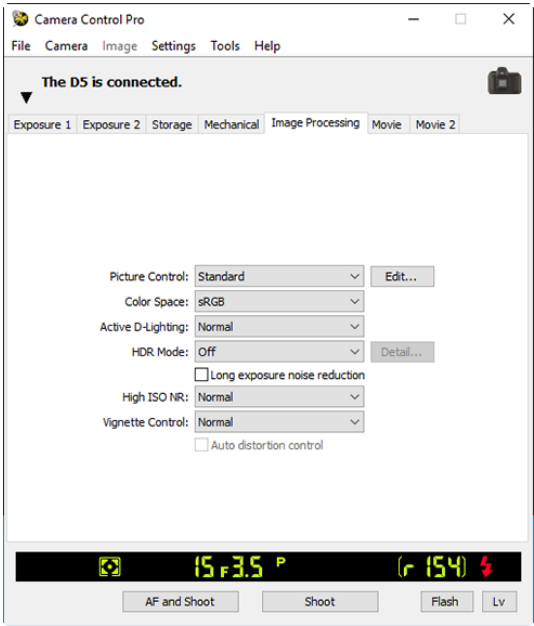 Camera Control Pro
File Camera Image Settings Tools Help
The D5 is connected.
Exposure 1 Exposure 2 Storage Mechanical Image Processing Movie Movie 2
Picture Control: Standard Edit...
Color Space: sRGB
Active D-Lighting: Normal
HDR Mode: Off Detail...
Long exposure noise reduction
High ISO NR: Normal
Vignette Control: Normal
Auto distortion control
15 F3.5 P (r 154)
AF and Shoot Shoot Flash Lv